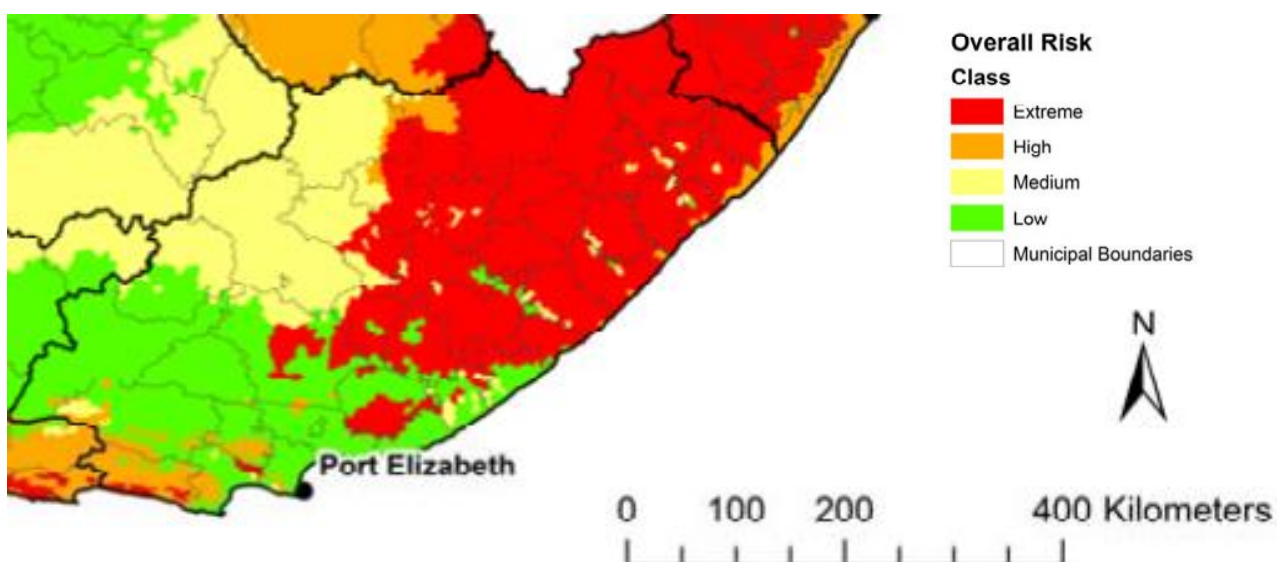 Overall Risk
Class
Extreme
High
Medium
Low
Municipal Boundaries
N
Port Elizabeth
0 100 200 400 Kilometers